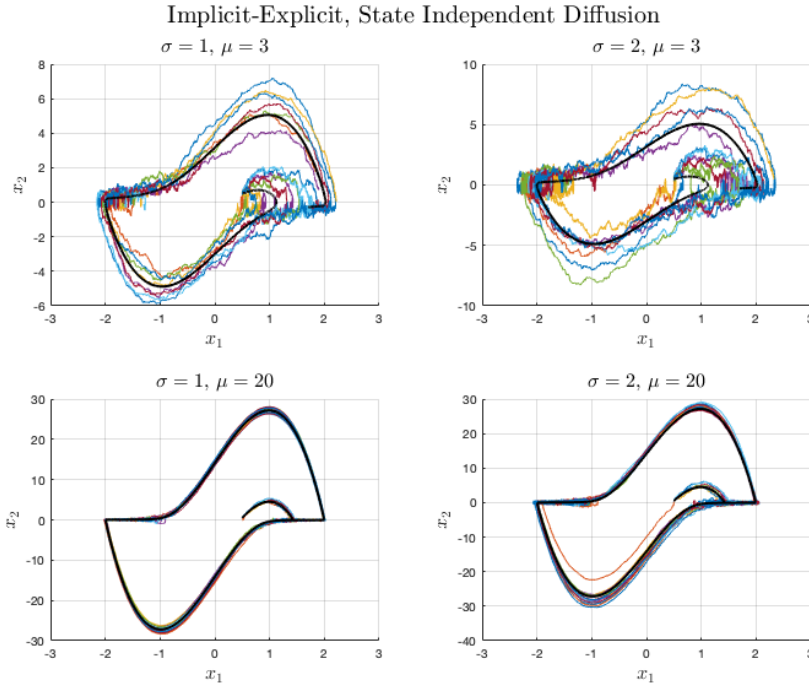 Implicit-Explicit, State Independent Diffusion
σ = 1, μ = 3
8
6
4
2
0
-2
-4
-6
x₂
-3 -2 -1 0 1 2 3
x₁
σ = 2, μ = 3
10
5
0
-5
-10
x₂
-3 -2 -1 0 1 2 3
x₁
σ = 1, μ = 20
30
20
10
0
-10
-20
-30
x₂
-3 -2 -1 0 1 2 3
x₁
σ = 2, μ = 20
30
20
10
0
-10
-20
-30
-40
x₂
-3 -2 -1 0 1 2 3
x₁